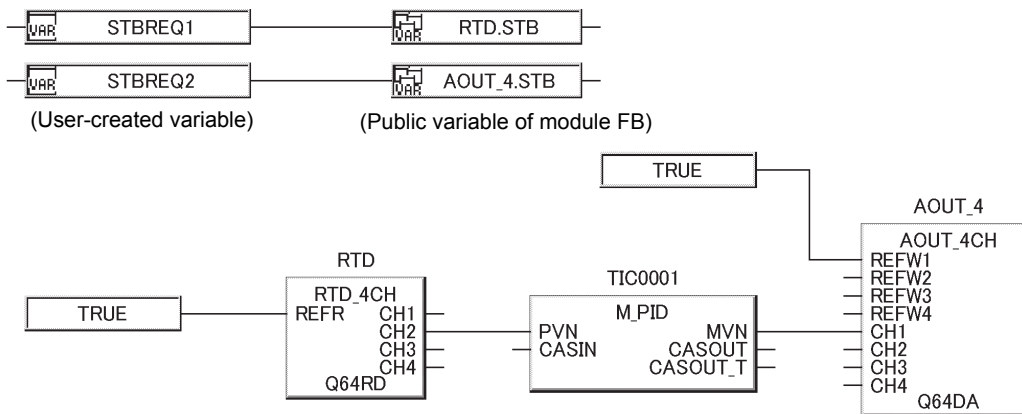 VAR STBREQ1 VAR RTD.STB
VAR STBREQ2 VAR AOUT_4.STB
(User-created variable) (Public variable of module FB)
TRUE
AOUT_4
AOUT_4CH
REFW1
REFW2
REFW3
REFW4
CH1
CH2
CH3
CH4
Q64DA
RTD
TRUE
RTD_4CH
REFR CH1
CH2
CH3
CH4
Q64RD
TIC0001
M_PID
PVN MVN
CASIN CASOUT
CASOUT_T